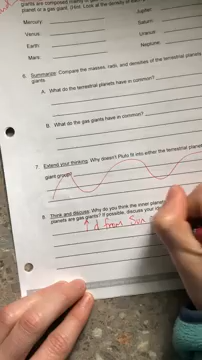 giants are composed mainly of
planet or a gas giant. (Hint: Look at the density of each
Mercury: Jupiter:
Venus: Saturn:
Earth: Uranus:
Mars: Neptune:
6. Summarize: Compare the masses, radii, and densities of the terrestrial planets
giants.
A. What do the terrestrial planets have in common?
B. What do the gas giants have in common?
7. Extend your thinking: Why doesn't Pluto fit into either the terrestrial planet
giant group?
8. Think and discuss: Why do you think the inner planets
planets are gas giants? If possible, discuss your
↑ d from Sun